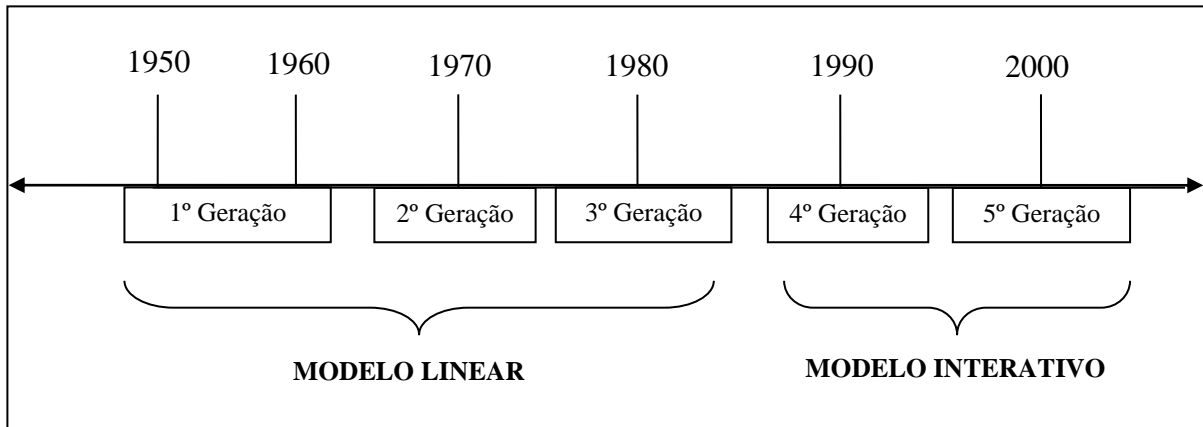 1950 1960 1970 1980 1990 2000
1º Geração 2º Geração 3º Geração 4º Geração 5º Geração
MODELO LINEAR MODELO INTERATIVO